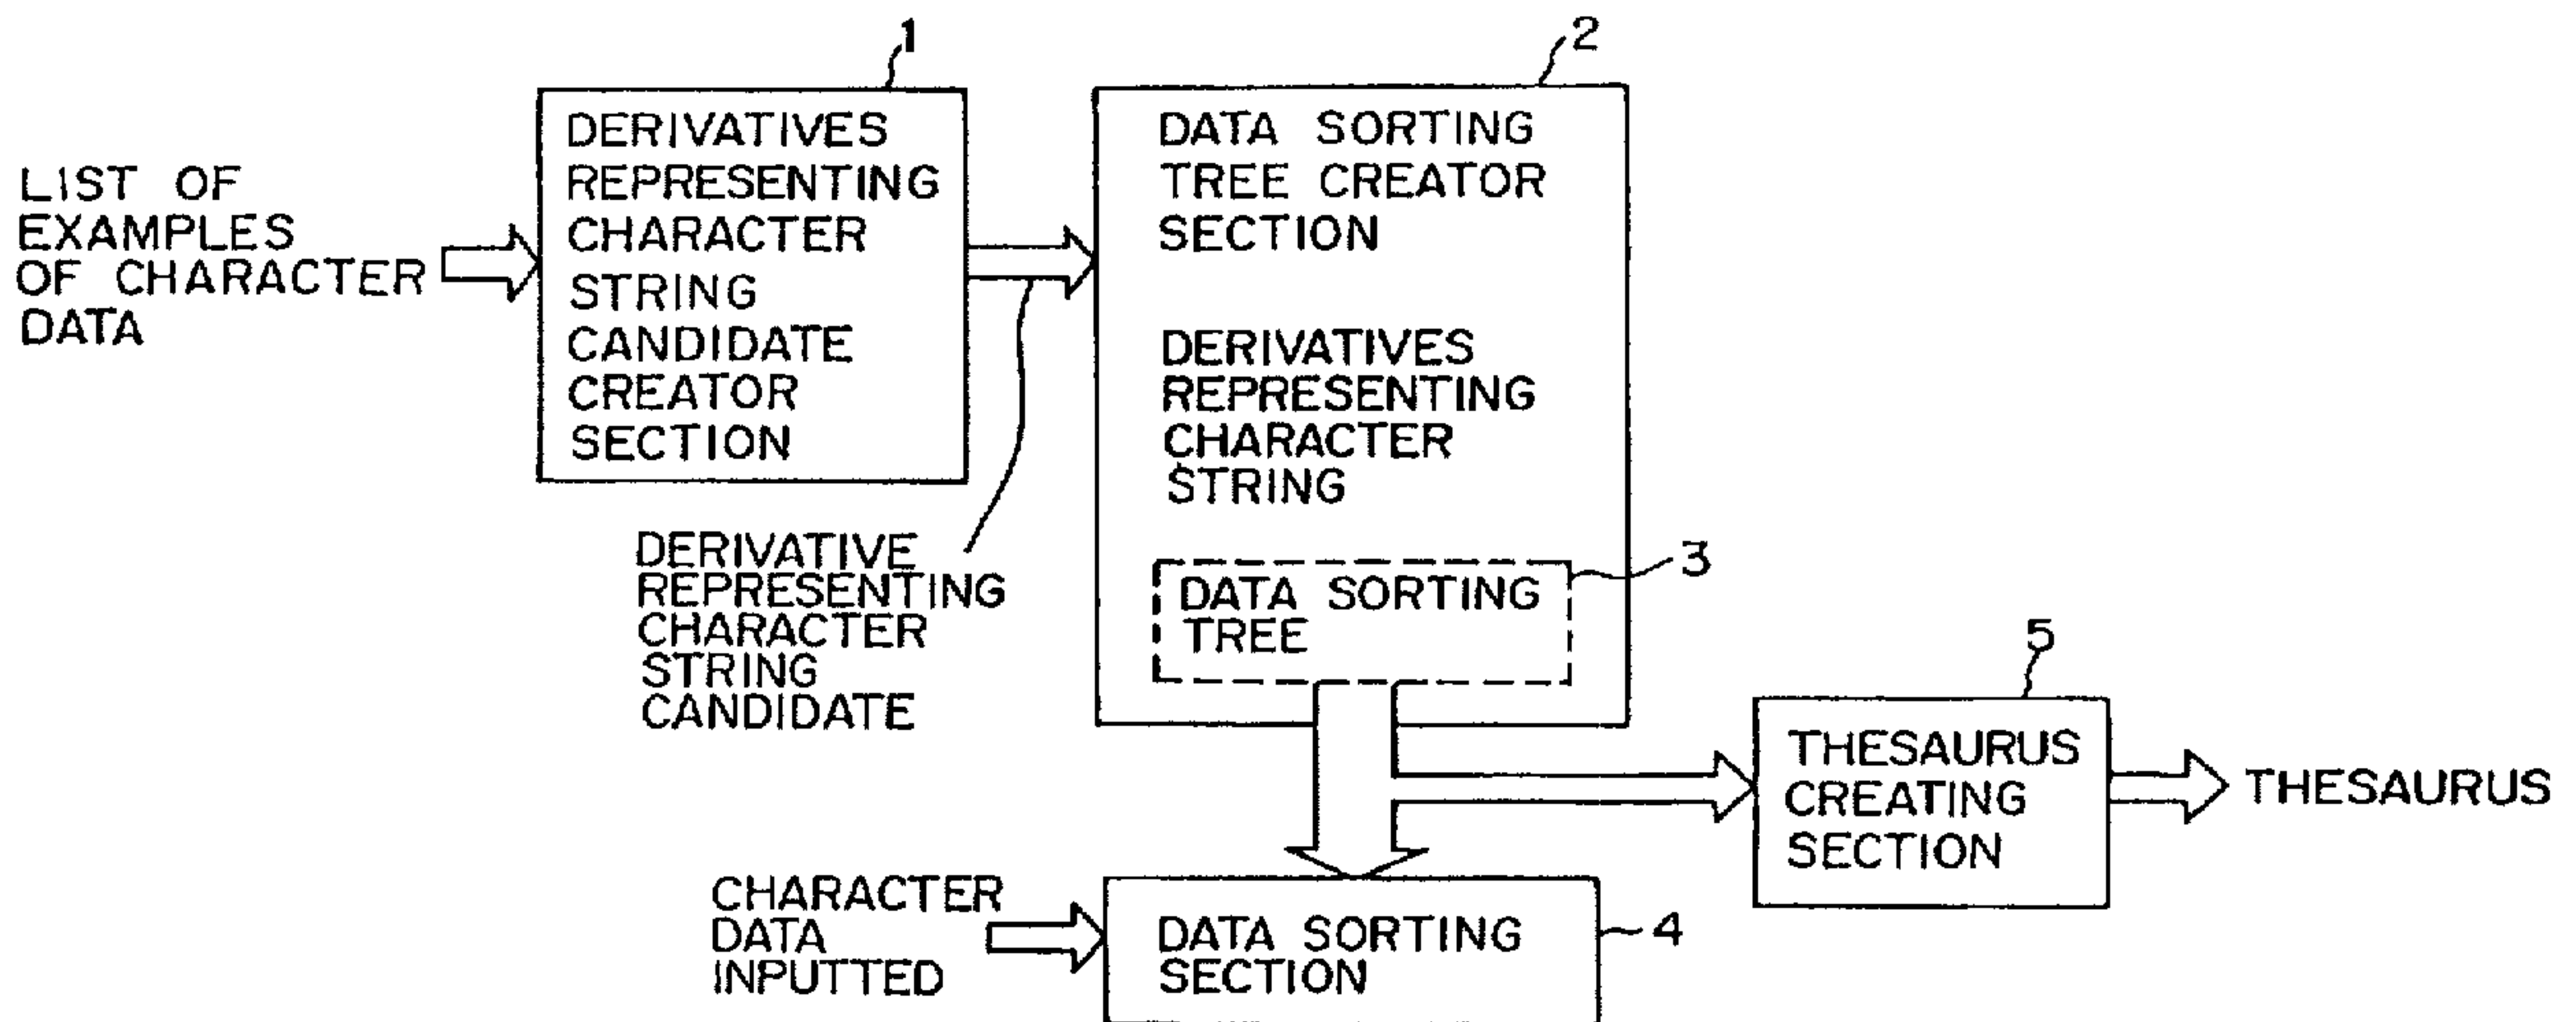 1
2
LIST OF
EXAMPLES
OF CHARACTER
DATA
DERIVATIVES
REPRESENTING
CHARACTER
STRING
CANDIDATE
CREATOR
SECTION
DATA SORTING
TREE CREATOR
SECTION
DERIVATIVES
REPRESENTING
CHARACTER
STRING
DERIVATIVE
REPRESENTING
CHARACTER
STRING
CANDIDATE
3
DATA SORTING
TREE
5
THESAURUS
CREATING
SECTION
THESAURUS
CHARACTER
DATA
INPUTTED
DATA SORTING
SECTION
4